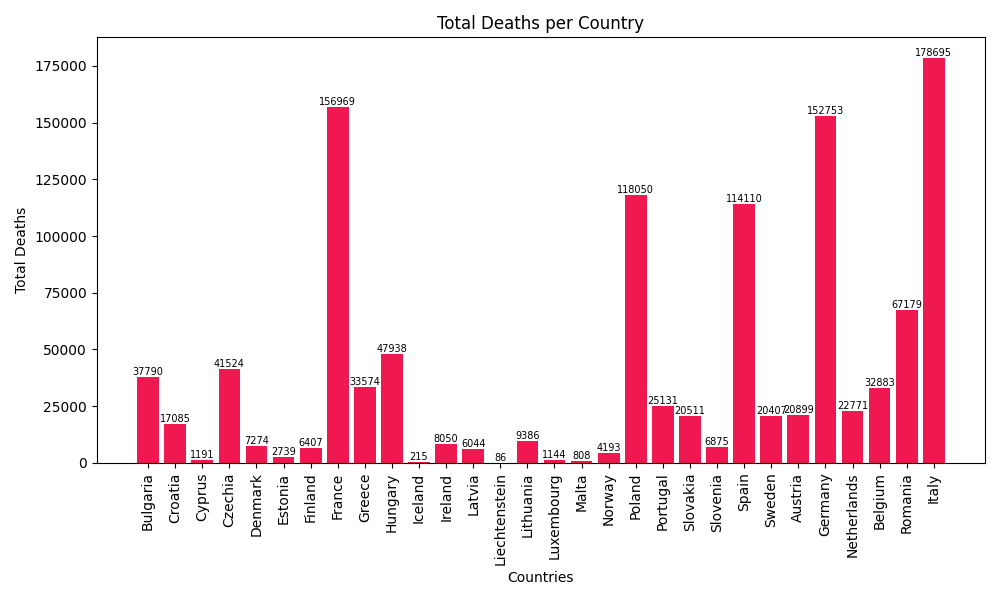 Total Deaths per Country
Total Deaths
175000
150000
125000
100000
75000
50000
25000
0
37790
17085
1191
41524
7274
2739
6407
156969
33574
47938
215
8050
6044
86
9386
1144
808
4193
118050
25131
20511
6875
114110
20407
20899
152753
22771
32883
67179
178695
Bulgaria
Croatia
Cyprus
Czechia
Denmark
Estonia
Finland
France
Greece
Hungary
Iceland
Ireland
Latvia
Liechtenstein
Lithuania
Luxembourg
Malta
Norway
Poland
Portugal
Slovakia
Slovenia
Spain
Sweden
Austria
Germany
Netherlands
Belgium
Romania
Italy
Countries